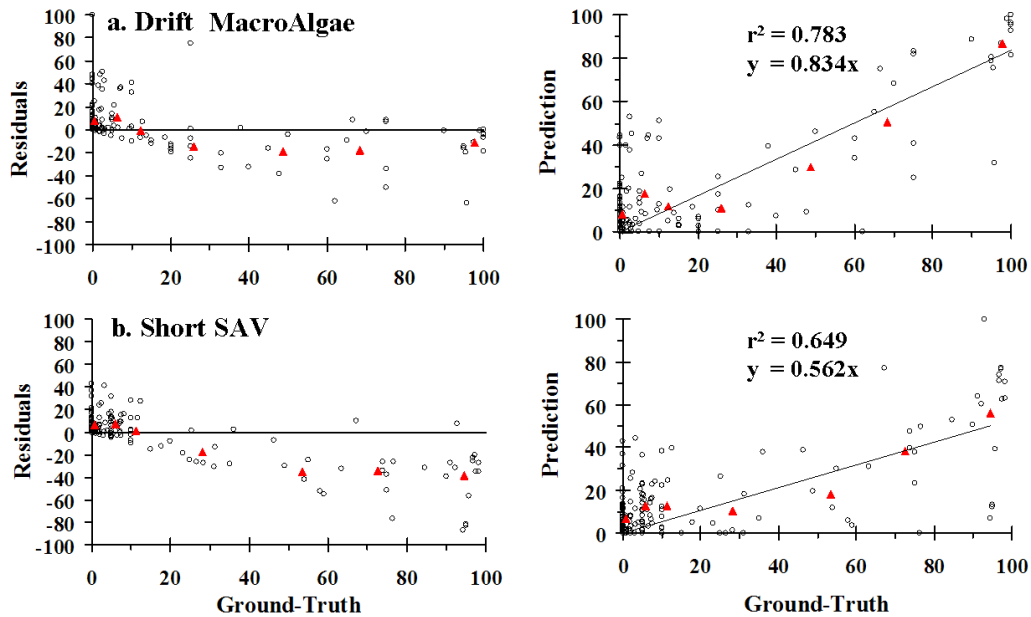 a. Drift MacroAlgae
Residuals
100
80
60
40
20
0
-20
-40
-60
-80
-100
0 20 40 60 80 100
r² = 0.783
y = 0.834x
Prediction
100
80
60
40
20
0
0 20 40 60 80 100
b. Short SAV
Residuals
100
80
60
40
20
0
-20
-40
-60
-80
-100
0 20 40 60 80 100
Ground-Truth
r² = 0.649
y = 0.562x
Prediction
100
80
60
40
20
0
0 20 40 60 80 100
Ground-Truth